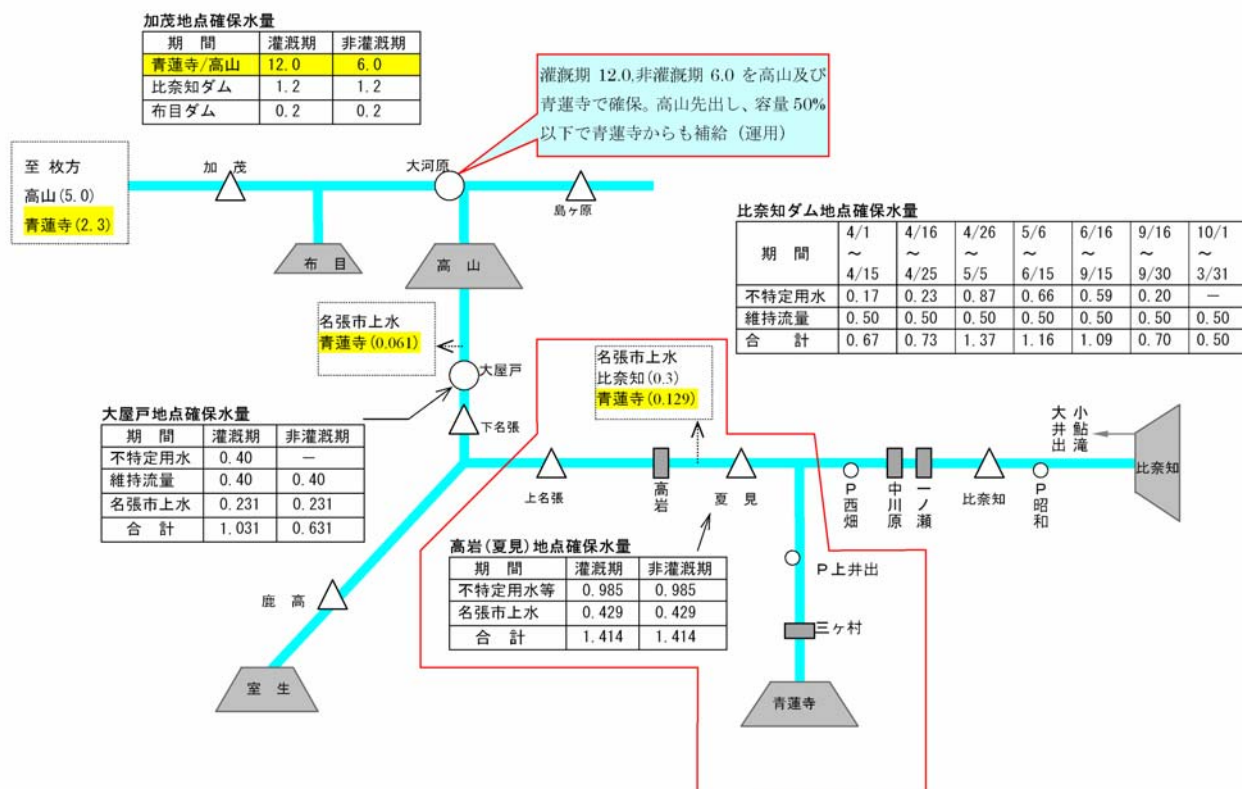 加茂地点確保水量
期　間 灌漑期 非灌漑期
青蓮寺/高山 12.0 6.0
比奈知ダム 1.2 1.2
布目ダム 0.2 0.2
灌漑期 12.0,非灌漑期 6.0 を高山及び
青蓮寺で確保。高山先出し、容量 50%
以下で青蓮寺からも補給（運用）
至 枚方
高山(5.0)
青蓮寺(2.3)
加　茂
大河原
島ヶ原
布　目
高　山
比奈知ダム地点確保水量
期　間 4/1～4/15 4/16～4/25 4/26～5/5 5/6～6/15 6/16～9/15 9/16～9/30 10/1～3/31
不特定用水 0.17 0.23 0.87 0.66 0.59 0.20 －
維持流量 0.50 0.50 0.50 0.50 0.50 0.50 0.50
合　計 0.67 0.73 1.37 1.16 1.09 0.70 0.50
名張市上水
青蓮寺(0.061)
大屋戸
名張市上水
比奈知(0.3)
青蓮寺(0.129)
大屋戸地点確保水量
期　間 灌漑期 非灌漑期
不特定用水 0.40 －
維持流量 0.40 0.40
名張市上水 0.231 0.231
合　計 1.031 0.631
下名張
上名張
高岩
夏　見
P西畑
中川原
一ノ瀬
比奈知
P昭和
小鮎滝
大井出
比奈知
高岩(夏見)地点確保水量
期　間 灌漑期 非灌漑期
不特定用水等 0.985 0.985
名張市上水 0.429 0.429
合　計 1.414 1.414
P上井出
三ヶ村
鹿　高
室　生
青蓮寺